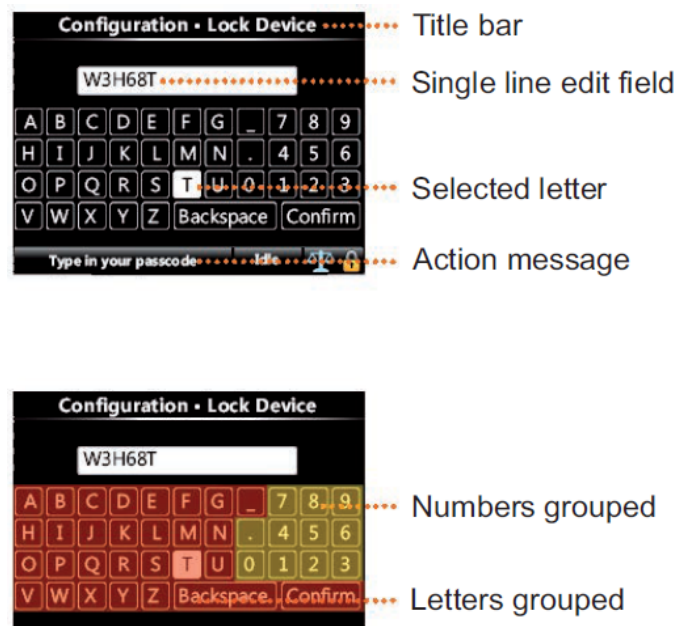 Configuration • Lock Device
Title bar
W3H68T
Single line edit field
A B C D E F G _ 7 8 9
H I J K L M N . 4 5 6
O P Q R S T U 0 1 2 3
Selected letter
V W X Y Z Backspace Confirm
Type in your passcode Idle
Action message
Configuration • Lock Device
W3H68T
A B C D E F G _ 7 8 9
Numbers grouped
H I J K L M N . 4 5 6
O P Q R S T U 0 1 2 3
V W X Y Z Backspace Confirm
Letters grouped